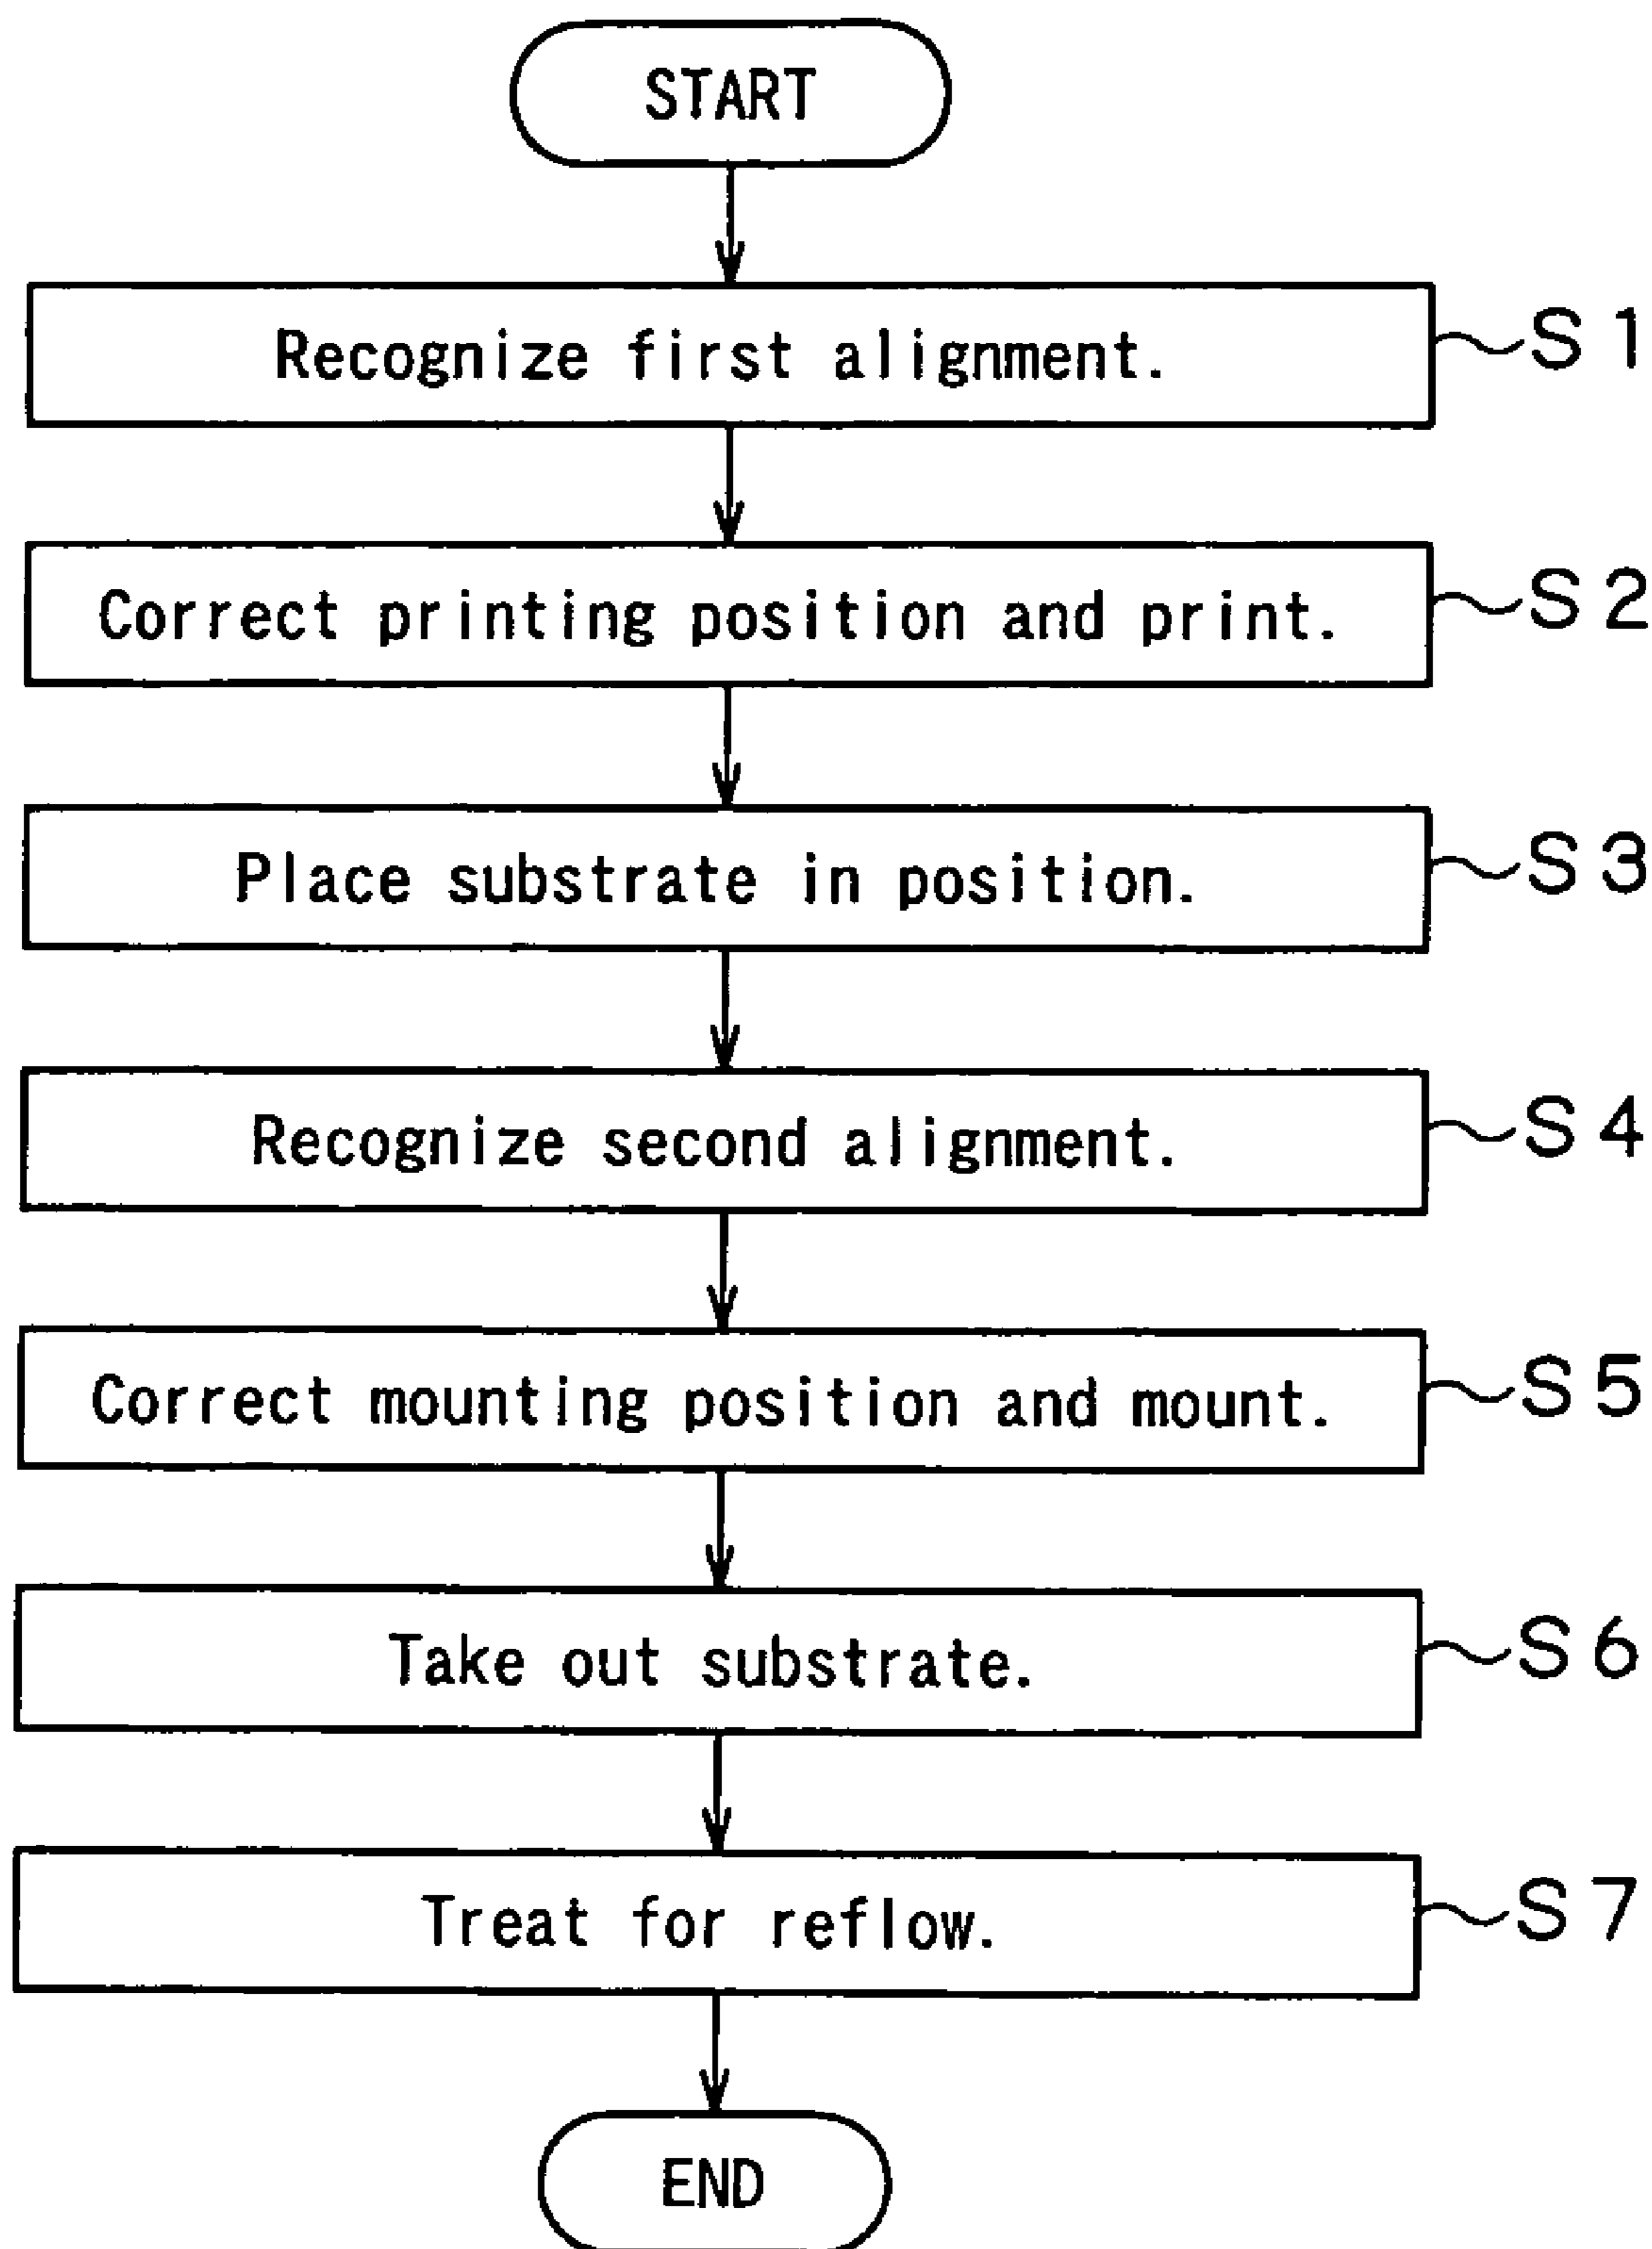 START
Recognize first alignment. S1
Correct printing position and print. S2
Place substrate in position. S3
Recognize second alignment. S4
Correct mounting position and mount. S5
Take out substrate. S6
Treat for reflow. S7
END